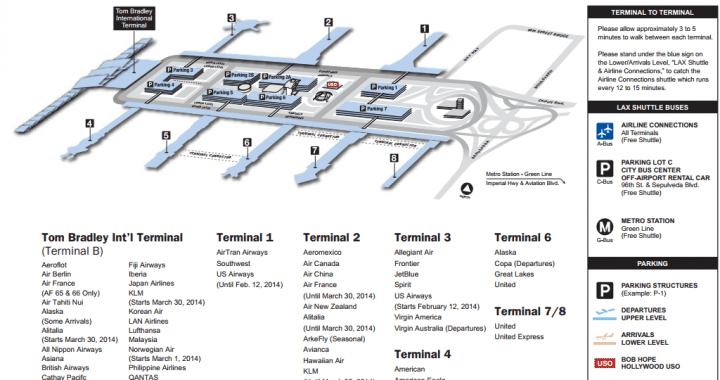 Tom Bradley
International
Terminal
3
2
1
Parking 3
Parking 4
Parking 2B
Parking 2A
Parking 5
Parking 6
USO
Parking 1
Parking 7
4
5
6
7
8
Metro Station - Green Line
Imperial Hwy & Aviation Blvd.
Tom Bradley Int'l Terminal
(Terminal B)
Aeroflot
Air Berlin
Air France
(AF 65 & 66 Only)
Air Tahiti Nui
Alaska
(Some Arrivals)
Alitalia
(Starts March 30, 2014)
All Nippon Airways
Asiana
British Airways
Cathay Pacifc
Fiji Airways
Iberia
Japan Airlines
KLM
(Starts March 30, 2014)
Korean Air
LAN Airlines
Lufthansa
Malaysia
Norwegian Air
(Starts March 1, 2014)
Philippine Airlines
QANTAS
Terminal 1
AirTran Airways
Southwest
US Airways
(Until Feb. 12, 2014)
Terminal 2
Aeromexico
Air Canada
Air China
Air France
(Until March 30, 2014)
Air New Zealand
Alitalia
(Until March 30, 2014)
ArkeFly (Seasonal)
Avianca
Hawaiian Air
KLM
Terminal 3
Allegiant Air
Frontier
JetBlue
Spirit
US Airways
(Starts February 12, 2014)
Virgin America
Virgin Australia (Departures)
Terminal 4
American
American Eagle
Terminal 6
Alaska
Copa (Departures)
Great Lakes
United
Terminal 7/8
United
United Express
TERMINAL TO TERMINAL
Please allow approximately 3 to 5
minutes to walk between each terminal.
Please stand under the blue sign on
the Lower/Arrivals Level, "LAX Shuttle
& Airline Connections," to catch the
Airline Connections shuttle which runs
every 12 to 15 minutes.
LAX SHUTTLE BUSES
A-Bus
AIRLINE CONNECTIONS
All Terminals
(Free Shuttle)
P
C-Bus
PARKING LOT C
CITY BUS CENTER
OFF-AIRPORT RENTAL CAR
96th St. & Sepulveda Blvd.
(Free Shuttle)
M
G-Bus
METRO STATION
Green Line
(Free Shuttle)
PARKING
P
PARKING STRUCTURES
(Example: P-1)
DEPARTURES
UPPER LEVEL
ARRIVALS
LOWER LEVEL
USO
BOB HOPE
HOLLYWOOD USO